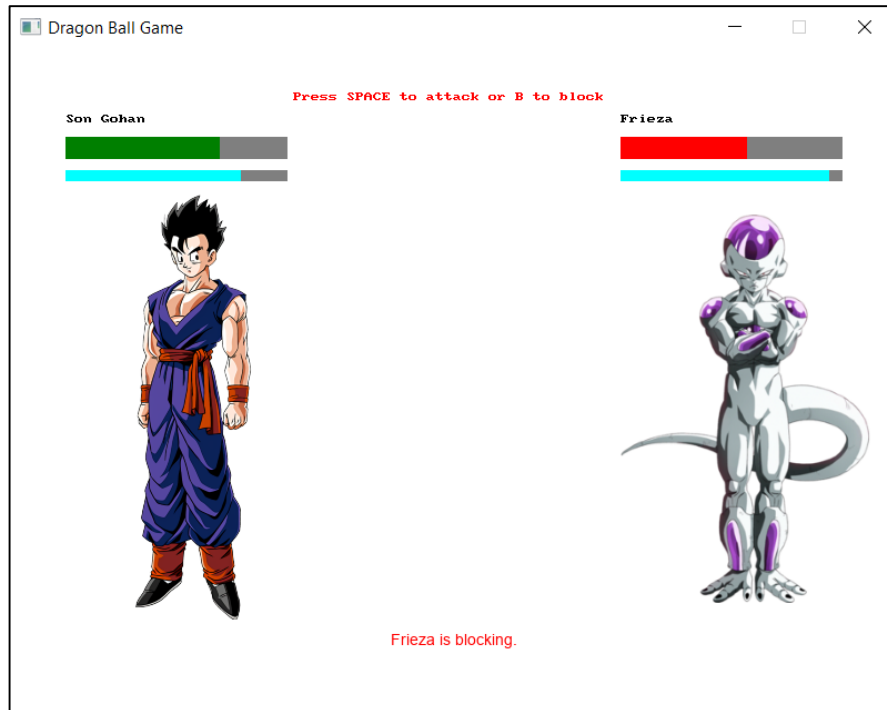 Dragon Ball Game
Press SPACE to attack or B to block
Son Gohan
Frieza
Frieza is blocking.